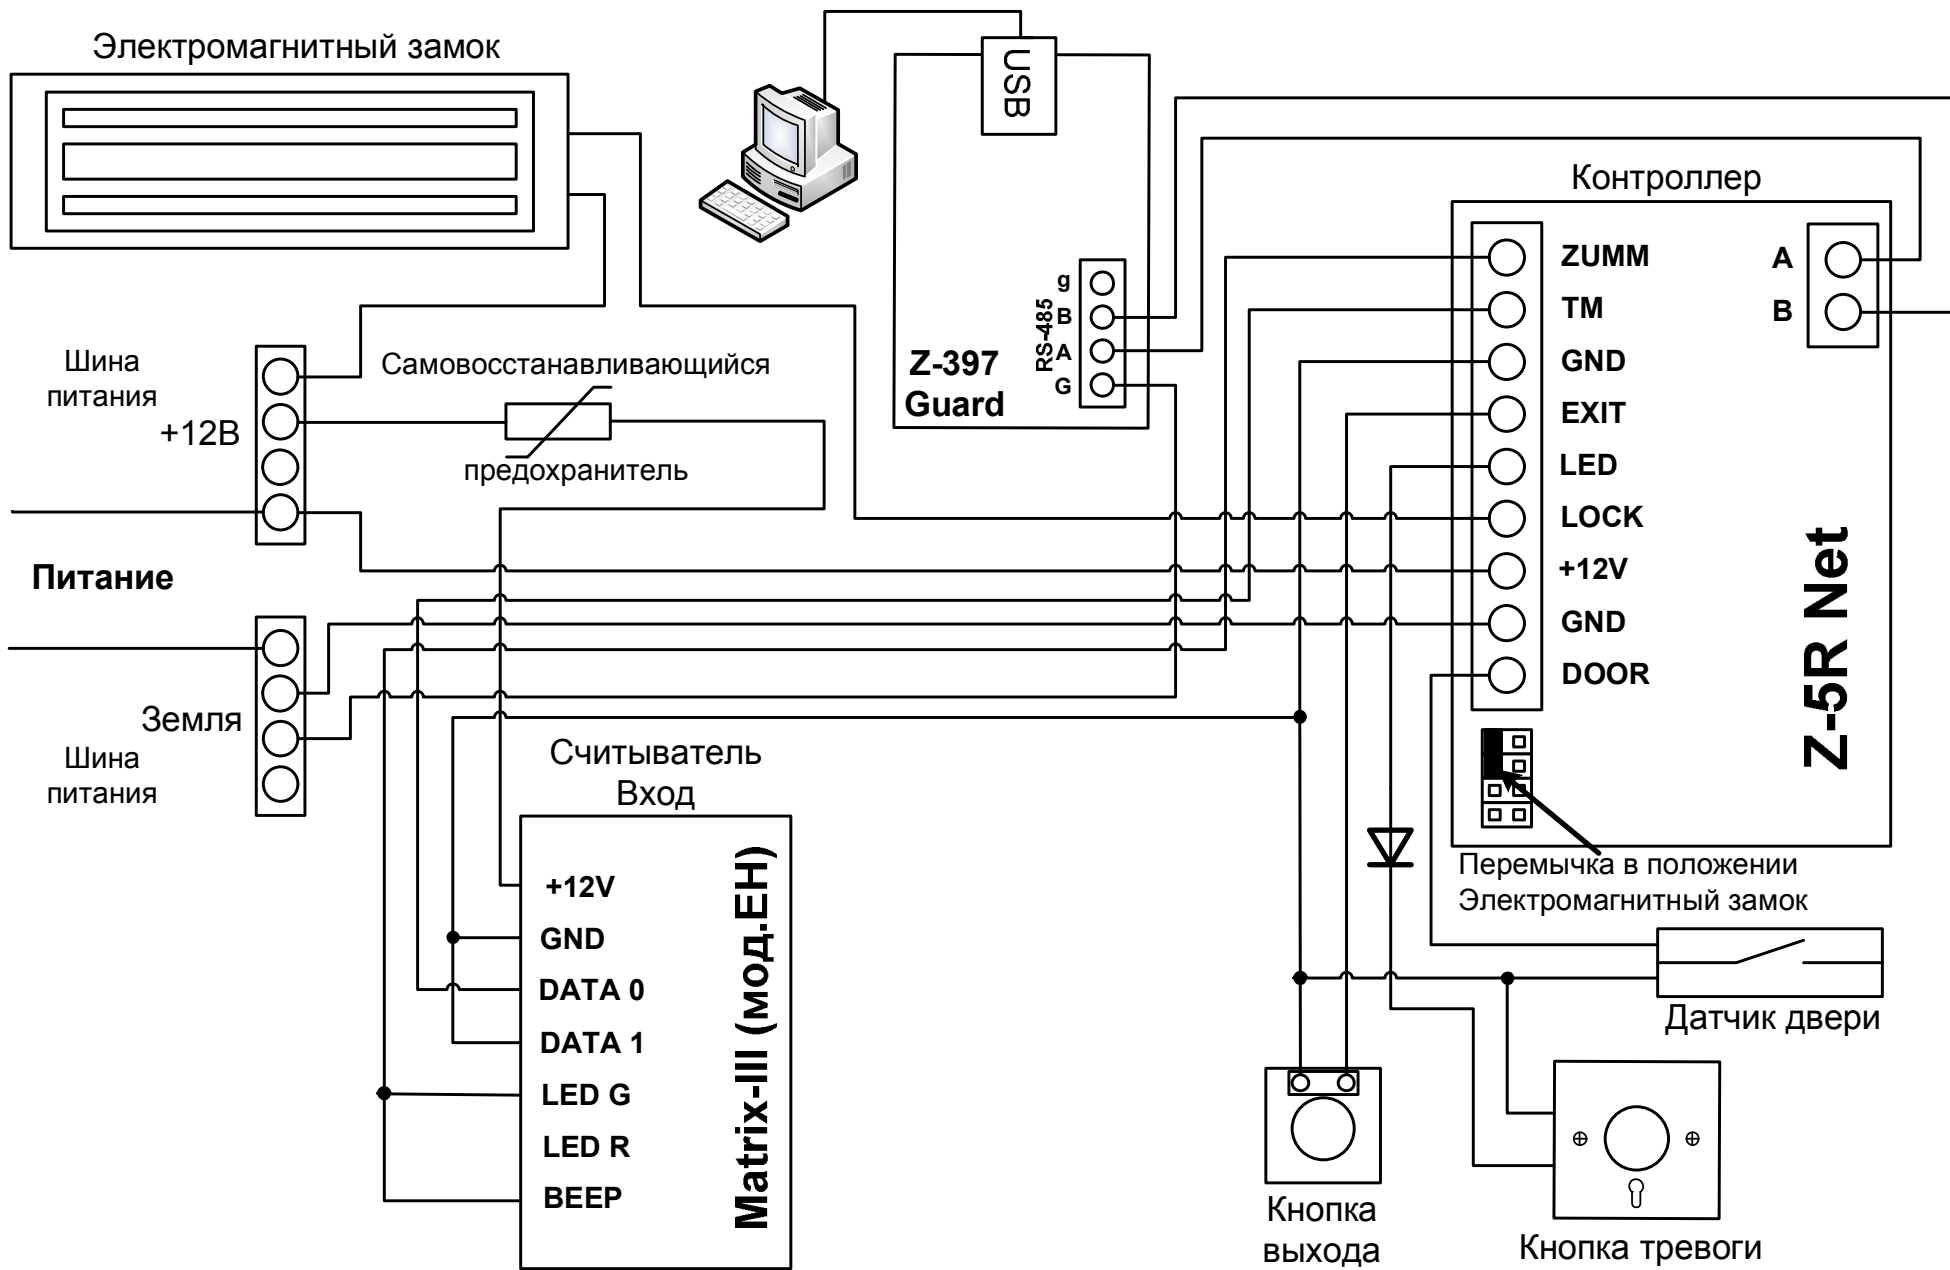 Электромагнитный замок
USB
Контроллер
ZUMM
TM
GND
EXIT
LED
LOCK
+12V
GND
DOOR
A
B
Z-5R Net
g
B
A
G
RS-485
Z-397
Guard
Шина
питания
+12В
Самовосстанавливающийся
предохранитель
Питание
Земля
Шина
питания
Считыватель
Вход
+12V
GND
DATA 0
DATA 1
LED G
LED R
BEEP
Matrix-III (мод.EH)
Перемычка в положении
Электромагнитный замок
Датчик двери
Кнопка
выхода
Кнопка тревоги